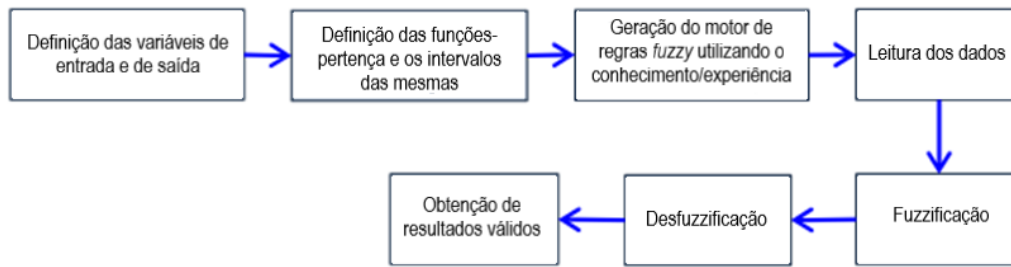 Definição das variáveis de
entrada e de saída
Definição das funções-
pertença e os intervalos
das mesmas
Geração do motor de
regras fuzzy utilizando o
conhecimento/experiência
Leitura dos dados
Fuzzificação
Desfuzzificação
Obtenção de
resultados válidos